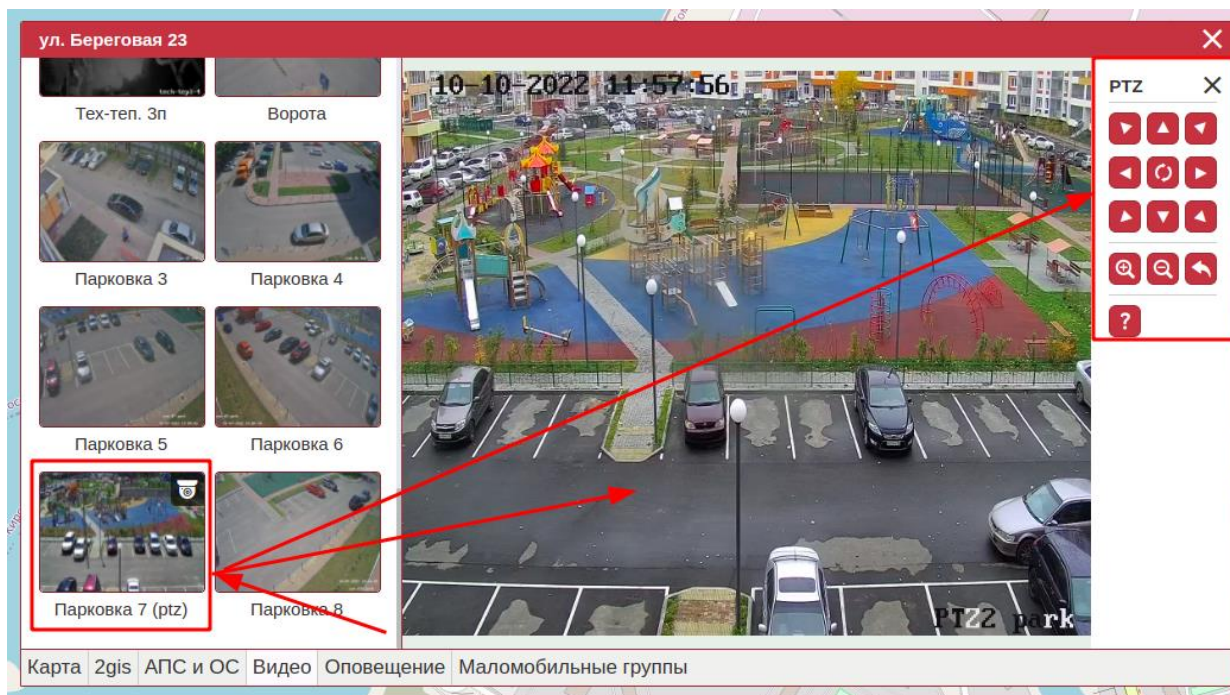 ул. Береговая 23
Тех-теп. 3п
Ворота
Парковка 3
Парковка 4
Парковка 5
Парковка 6
Парковка 7 (ptz)
Парковка 8
10-10-2022 11:57:56
PTZ2 park
PTZ
?
Карта 2gis АПС и ОС Видео Оповещение Маломобильные группы